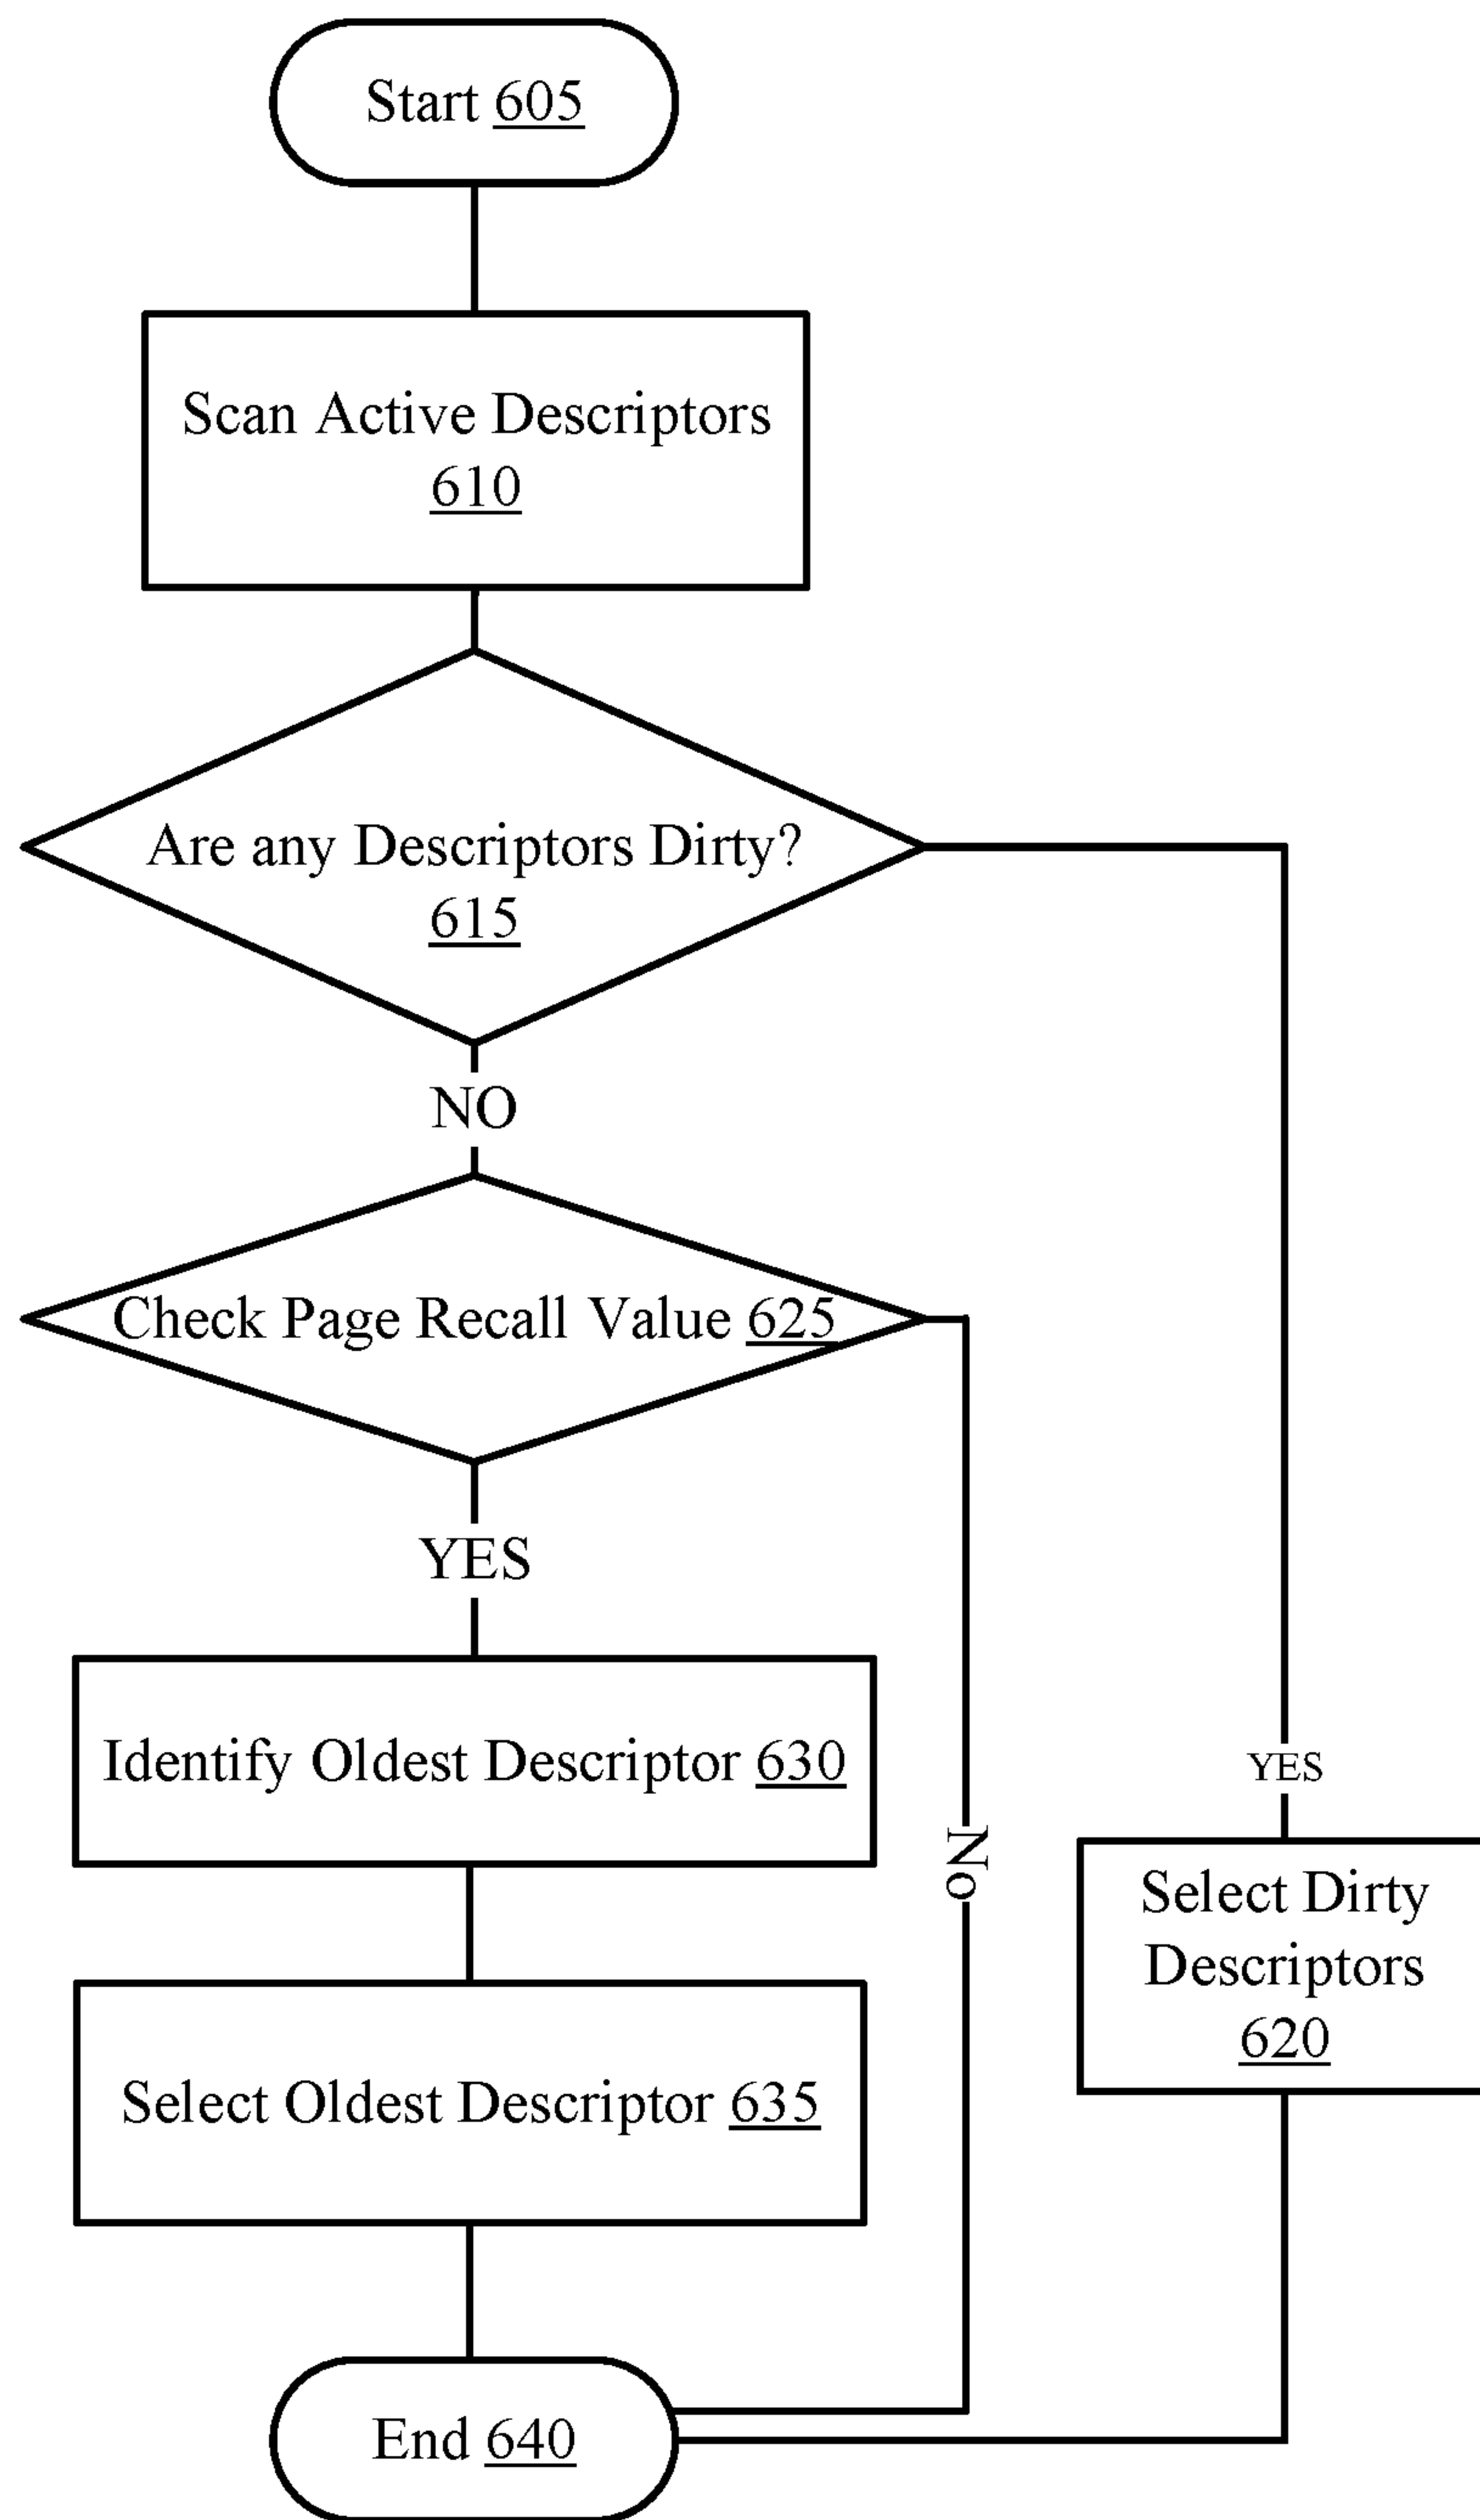 Start 605
Scan Active Descriptors
610
Are any Descriptors Dirty?
615
NO
Check Page Recall Value 625
YES
Identify Oldest Descriptor 630
No
YES
Select Dirty
Descriptors
620
Select Oldest Descriptor 635
End 640